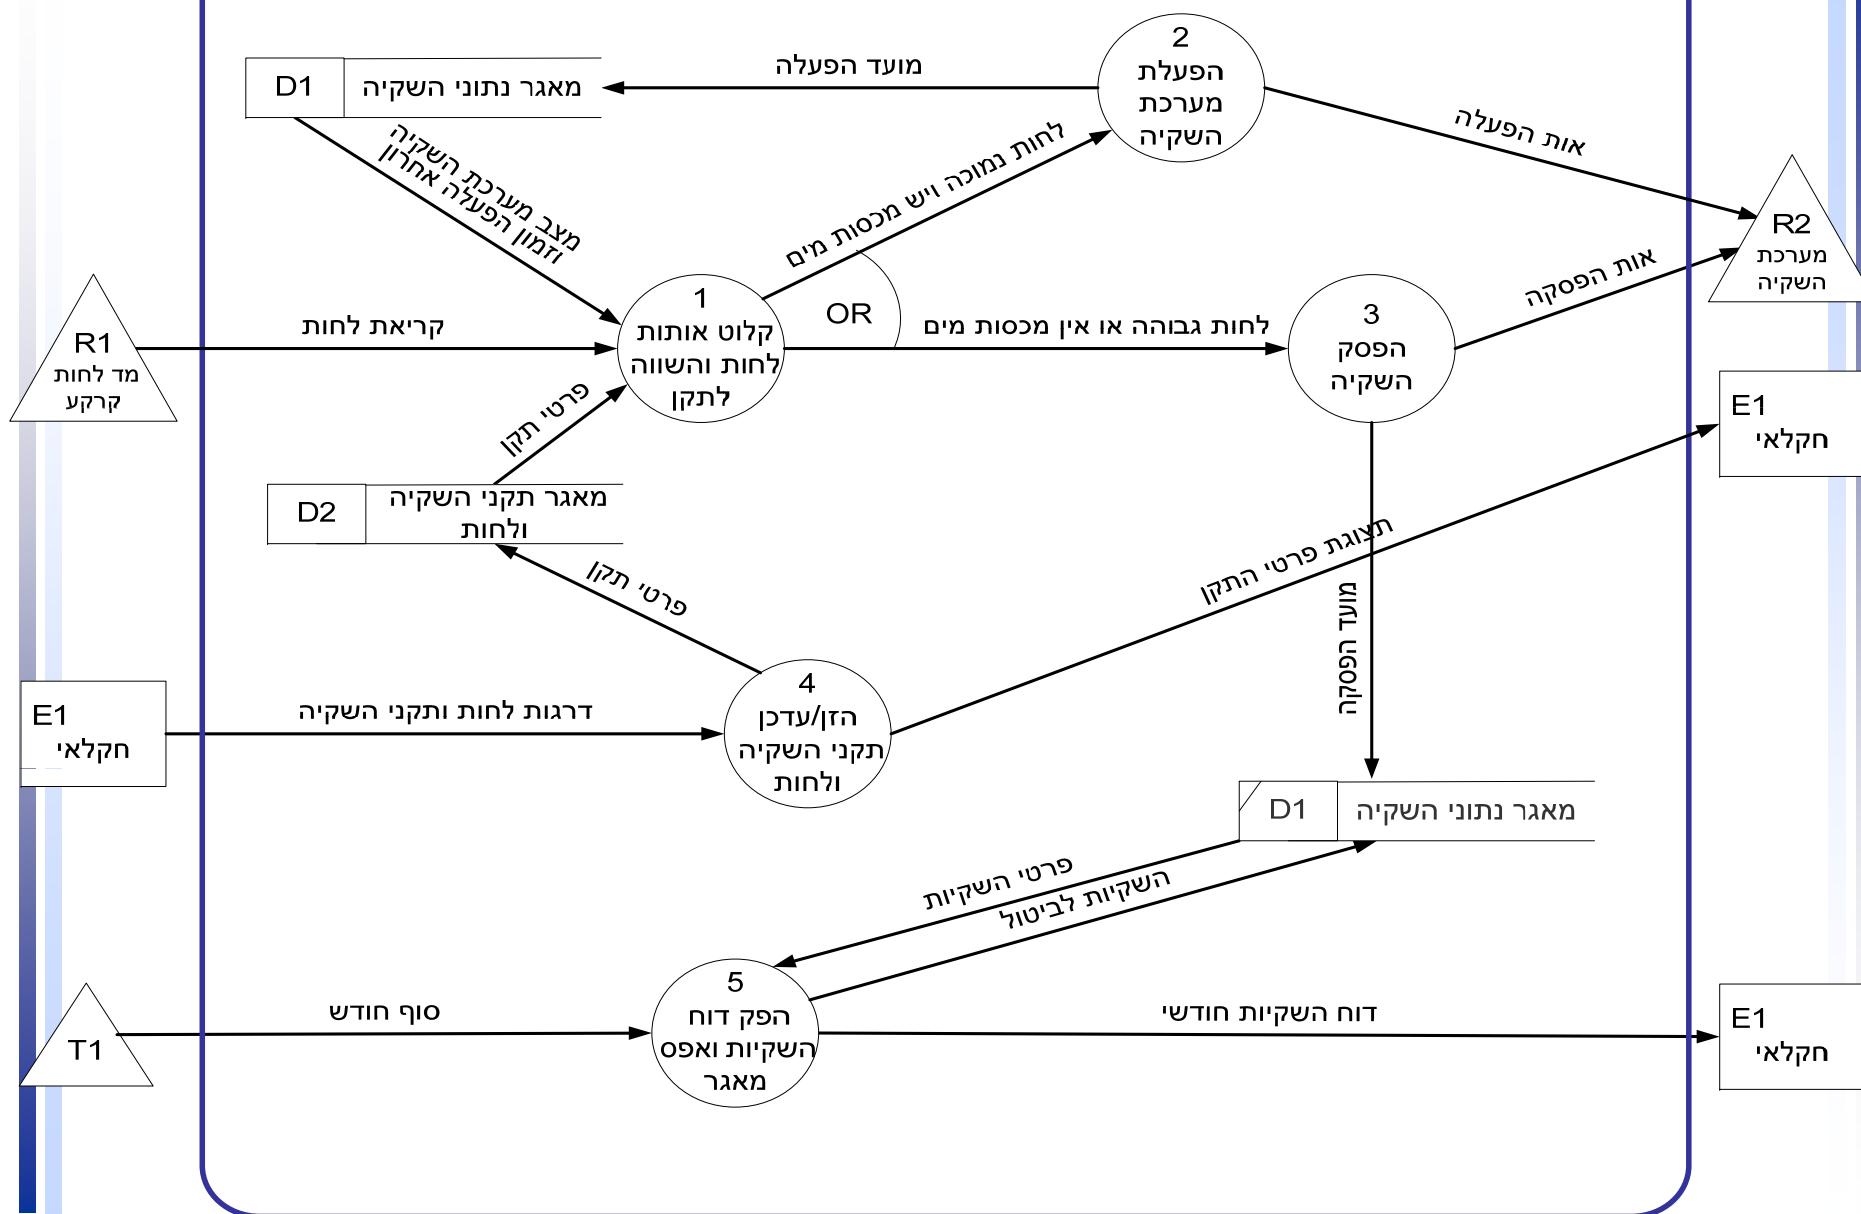 2
הפעלת
מערכת
השקיה
D1
מאגר נתוני השקיה
מועד הפעלה
אות הפעלה
מצב מערכת השקיה
וזמון הפעלה אחרון
לחות נמוכה ויש מכסות מים
R2
מערכת
השקיה
אות הפסקה
R1
מד לחות
קרקע
קריאת לחות
1
קלוט אותות
לחות והשווה
לתקן
OR
לחות גבוהה או אין מכסות מים
3
הפסק
השקיה
E1
חקלאי
פרטי תקן
D2
מאגר תקני השקיה
ולחות
פרטי תקן
תצוגת פרטי התקן
מועד הפסקה
E1
חקלאי
דרגות לחות ותקני השקיה
4
הזן/עדכן
תקני השקיה
ולחות
D1
מאגר נתוני השקיה
פרטי השקיות
השקיות לביטול
T1
סוף חודש
5
הפק דוח
השקיות ואפס
מאגר
דוח השקיות חודשי
E1
חקלאי